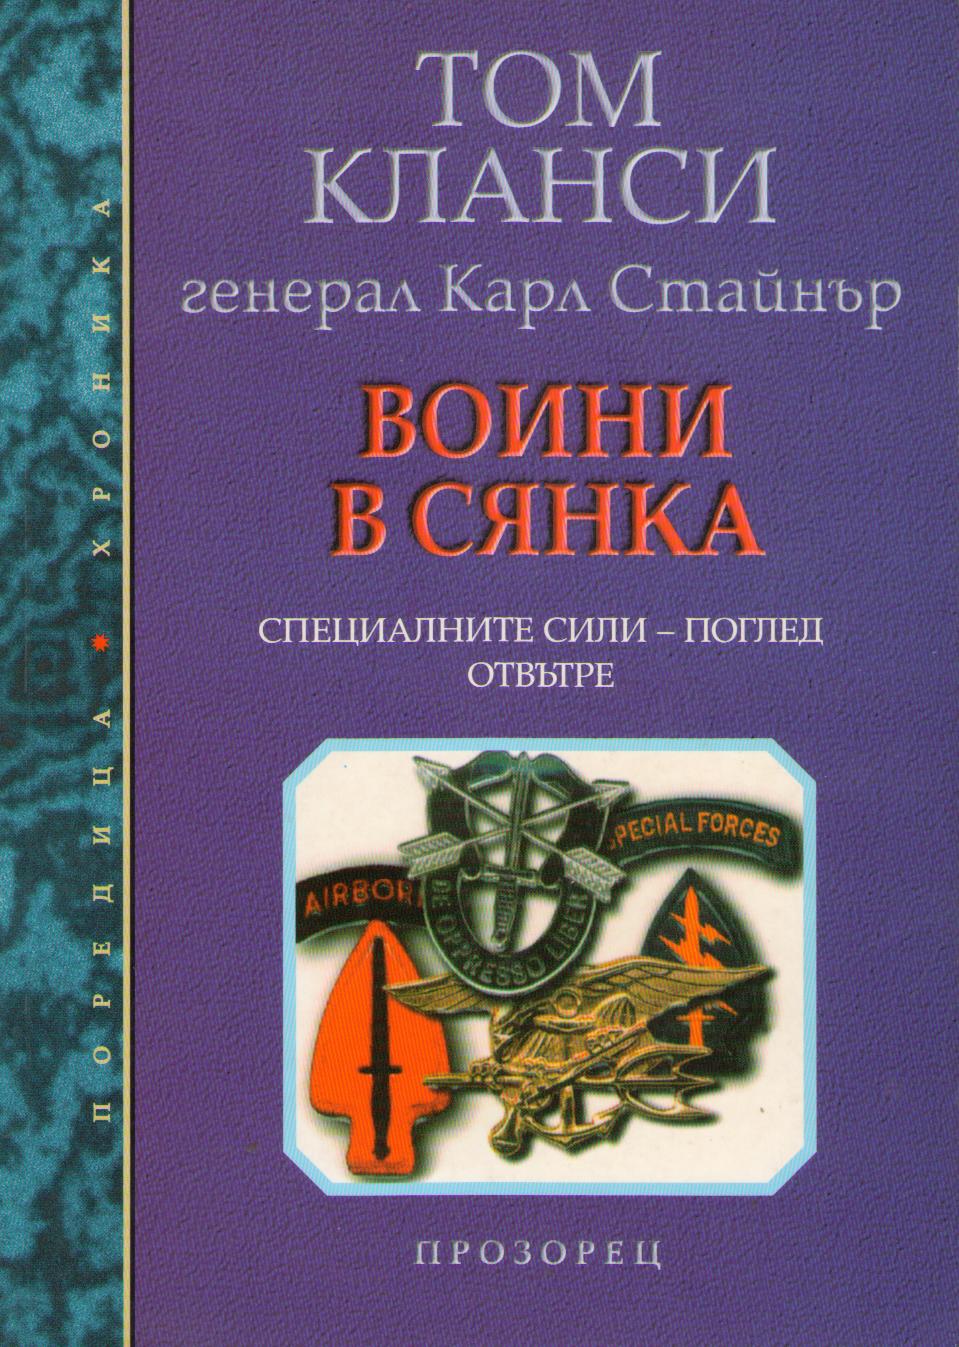 ТОМ
КЛАНСИ
генерал Карл Стайнър
ВОИНИ
В СЯНКА
СПЕЦИАЛНИТЕ СИЛИ – ПОГЛЕД
ОТВЪТРЕ
SPECIAL FORCES
AIRBOR
DE OPPRESSO LIBER
ПРОЗОРЕЦ
ПОРЕДИЦА * ХРОНИКА